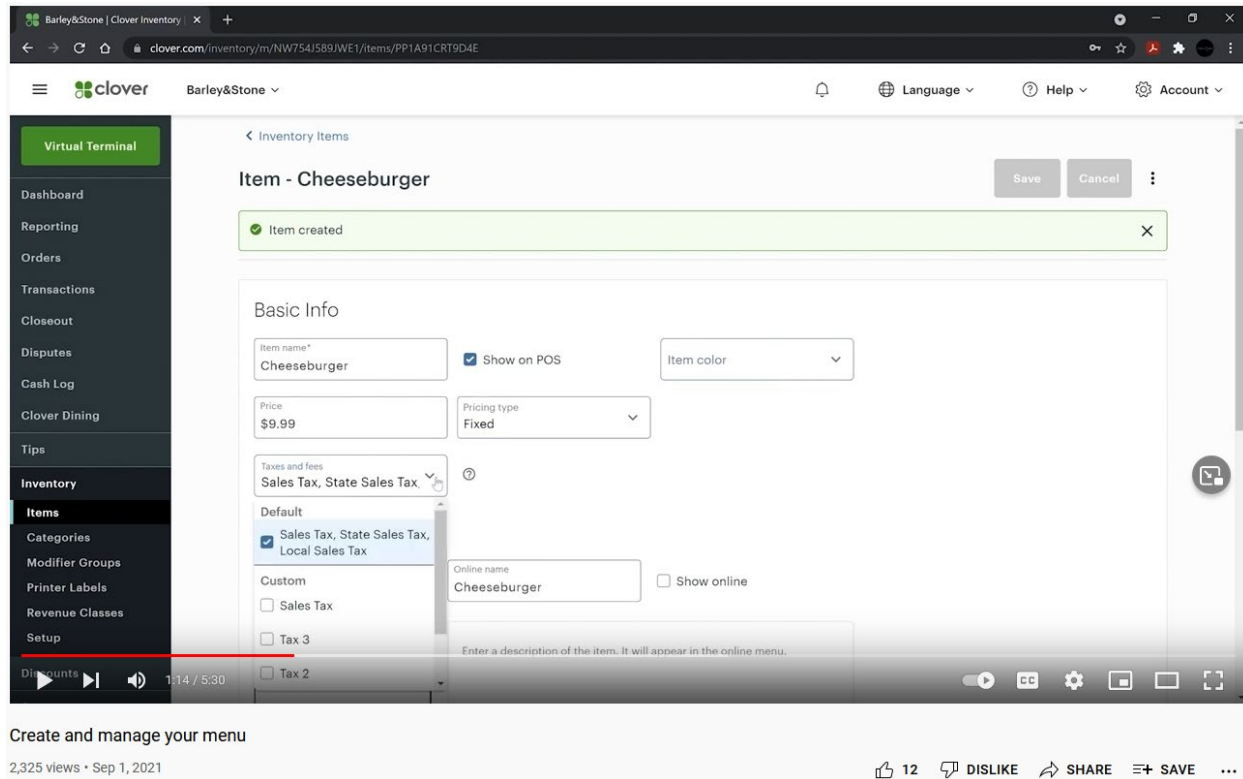 Barley&Stone | Clover Inventory |
clover.com/inventory/m/NW754J589JWE1/items/PP1A91CRT9D4E
clover Barley&Stone Language Help Account
Virtual Terminal
Dashboard
Reporting
Orders
Transactions
Closeout
Disputes
Cash Log
Clover Dining
Tips
Inventory
Items
Categories
Modifier Groups
Printer Labels
Revenue Classes
Setup
Discounts
Inventory Items
Item - Cheeseburger
Save Cancel
Item created
Basic Info
Item name*
Cheeseburger
Show on POS
Item color
Price
$9.99
Pricing type
Fixed
Taxes and fees
Sales Tax, State Sales Tax,
Default
Sales Tax, State Sales Tax,
Local Sales Tax
Custom
Sales Tax
Tax 3
Tax 2
Online name
Cheeseburger
Show online
Enter a description of the item. It will appear in the online menu.
1:14 / 5:30
CC
Create and manage your menu
2,325 views • Sep 1, 2021
12 DISLIKE SHARE SAVE